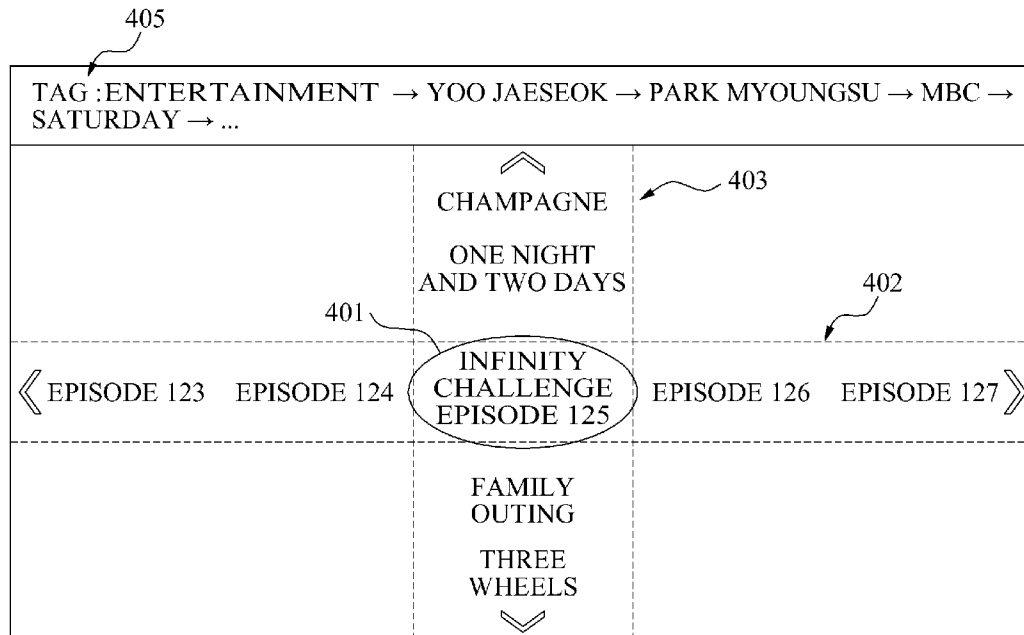 405
TAG :ENTERTAINMENT → YOO JAESEOK → PARK MYOUNGSU → MBC →
SATURDAY → ...
403
CHAMPAGNE
ONE NIGHT
AND TWO DAYS
401
402
EPISODE 123 EPISODE 124 INFINITY
CHALLENGE
EPISODE 125 EPISODE 126 EPISODE 127
FAMILY
OUTING
THREE
WHEELS